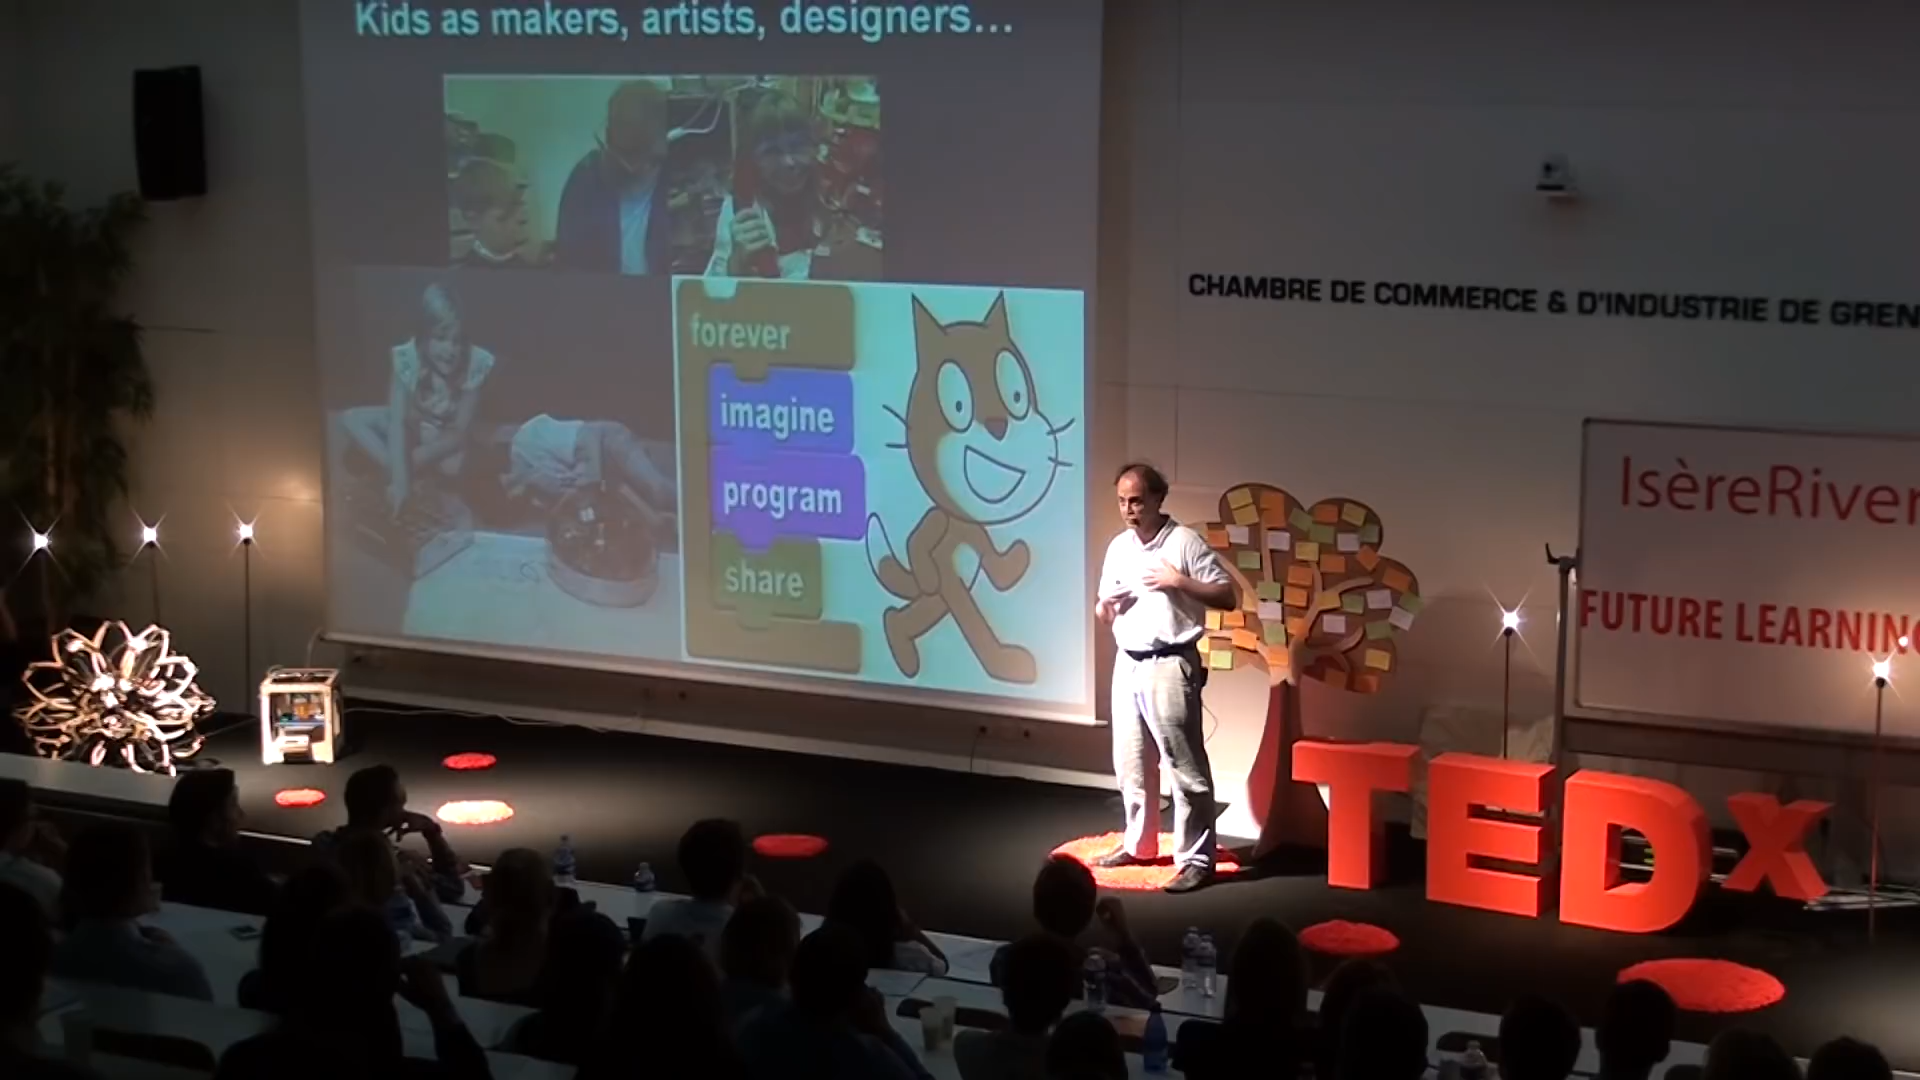 Kids as makers, artists, designers...
forever
imagine
program
share
CHAMBRE DE COMMERCE & D'INDUSTRIE DE GREN
IsèreRiver
FUTURE LEARNING
TEDx